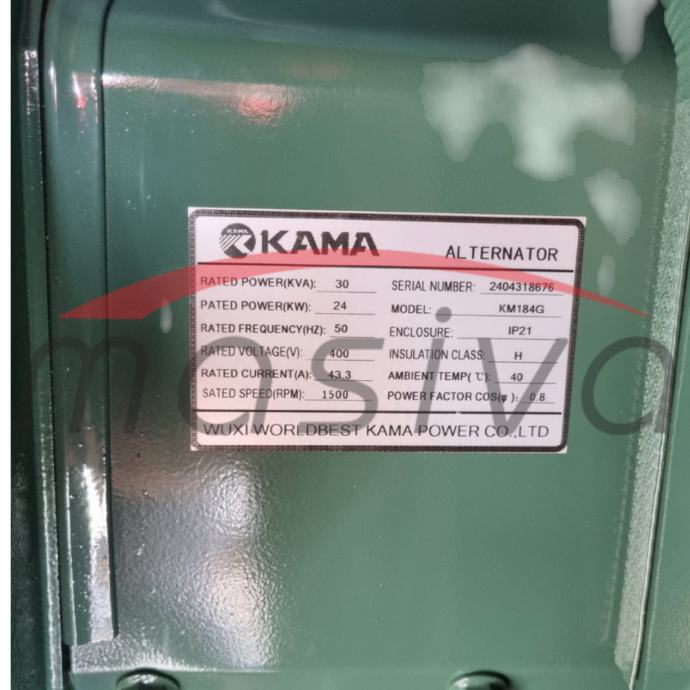 KAMA
KAMA
ALTERNATOR
RATED POWER(KVA): 30
PATED POWER(KW): 24
RATED FREQUENCY(HZ): 50
RATED VOLTAGE(V): 400
RATED CURRENT(A): 43.3
SATED SPEED(RPM): 1500
SERIAL NUMBER: 2404318676
MODEL: KM184G
ENCLOSURE: IP21
INSULATION CLASS: H
AMBIENT TEMP( ℃): 40
POWER FACTOR COS(φ): 0.8
WUXI WORLDBEST KAMA POWER CO.,LTD
masiva